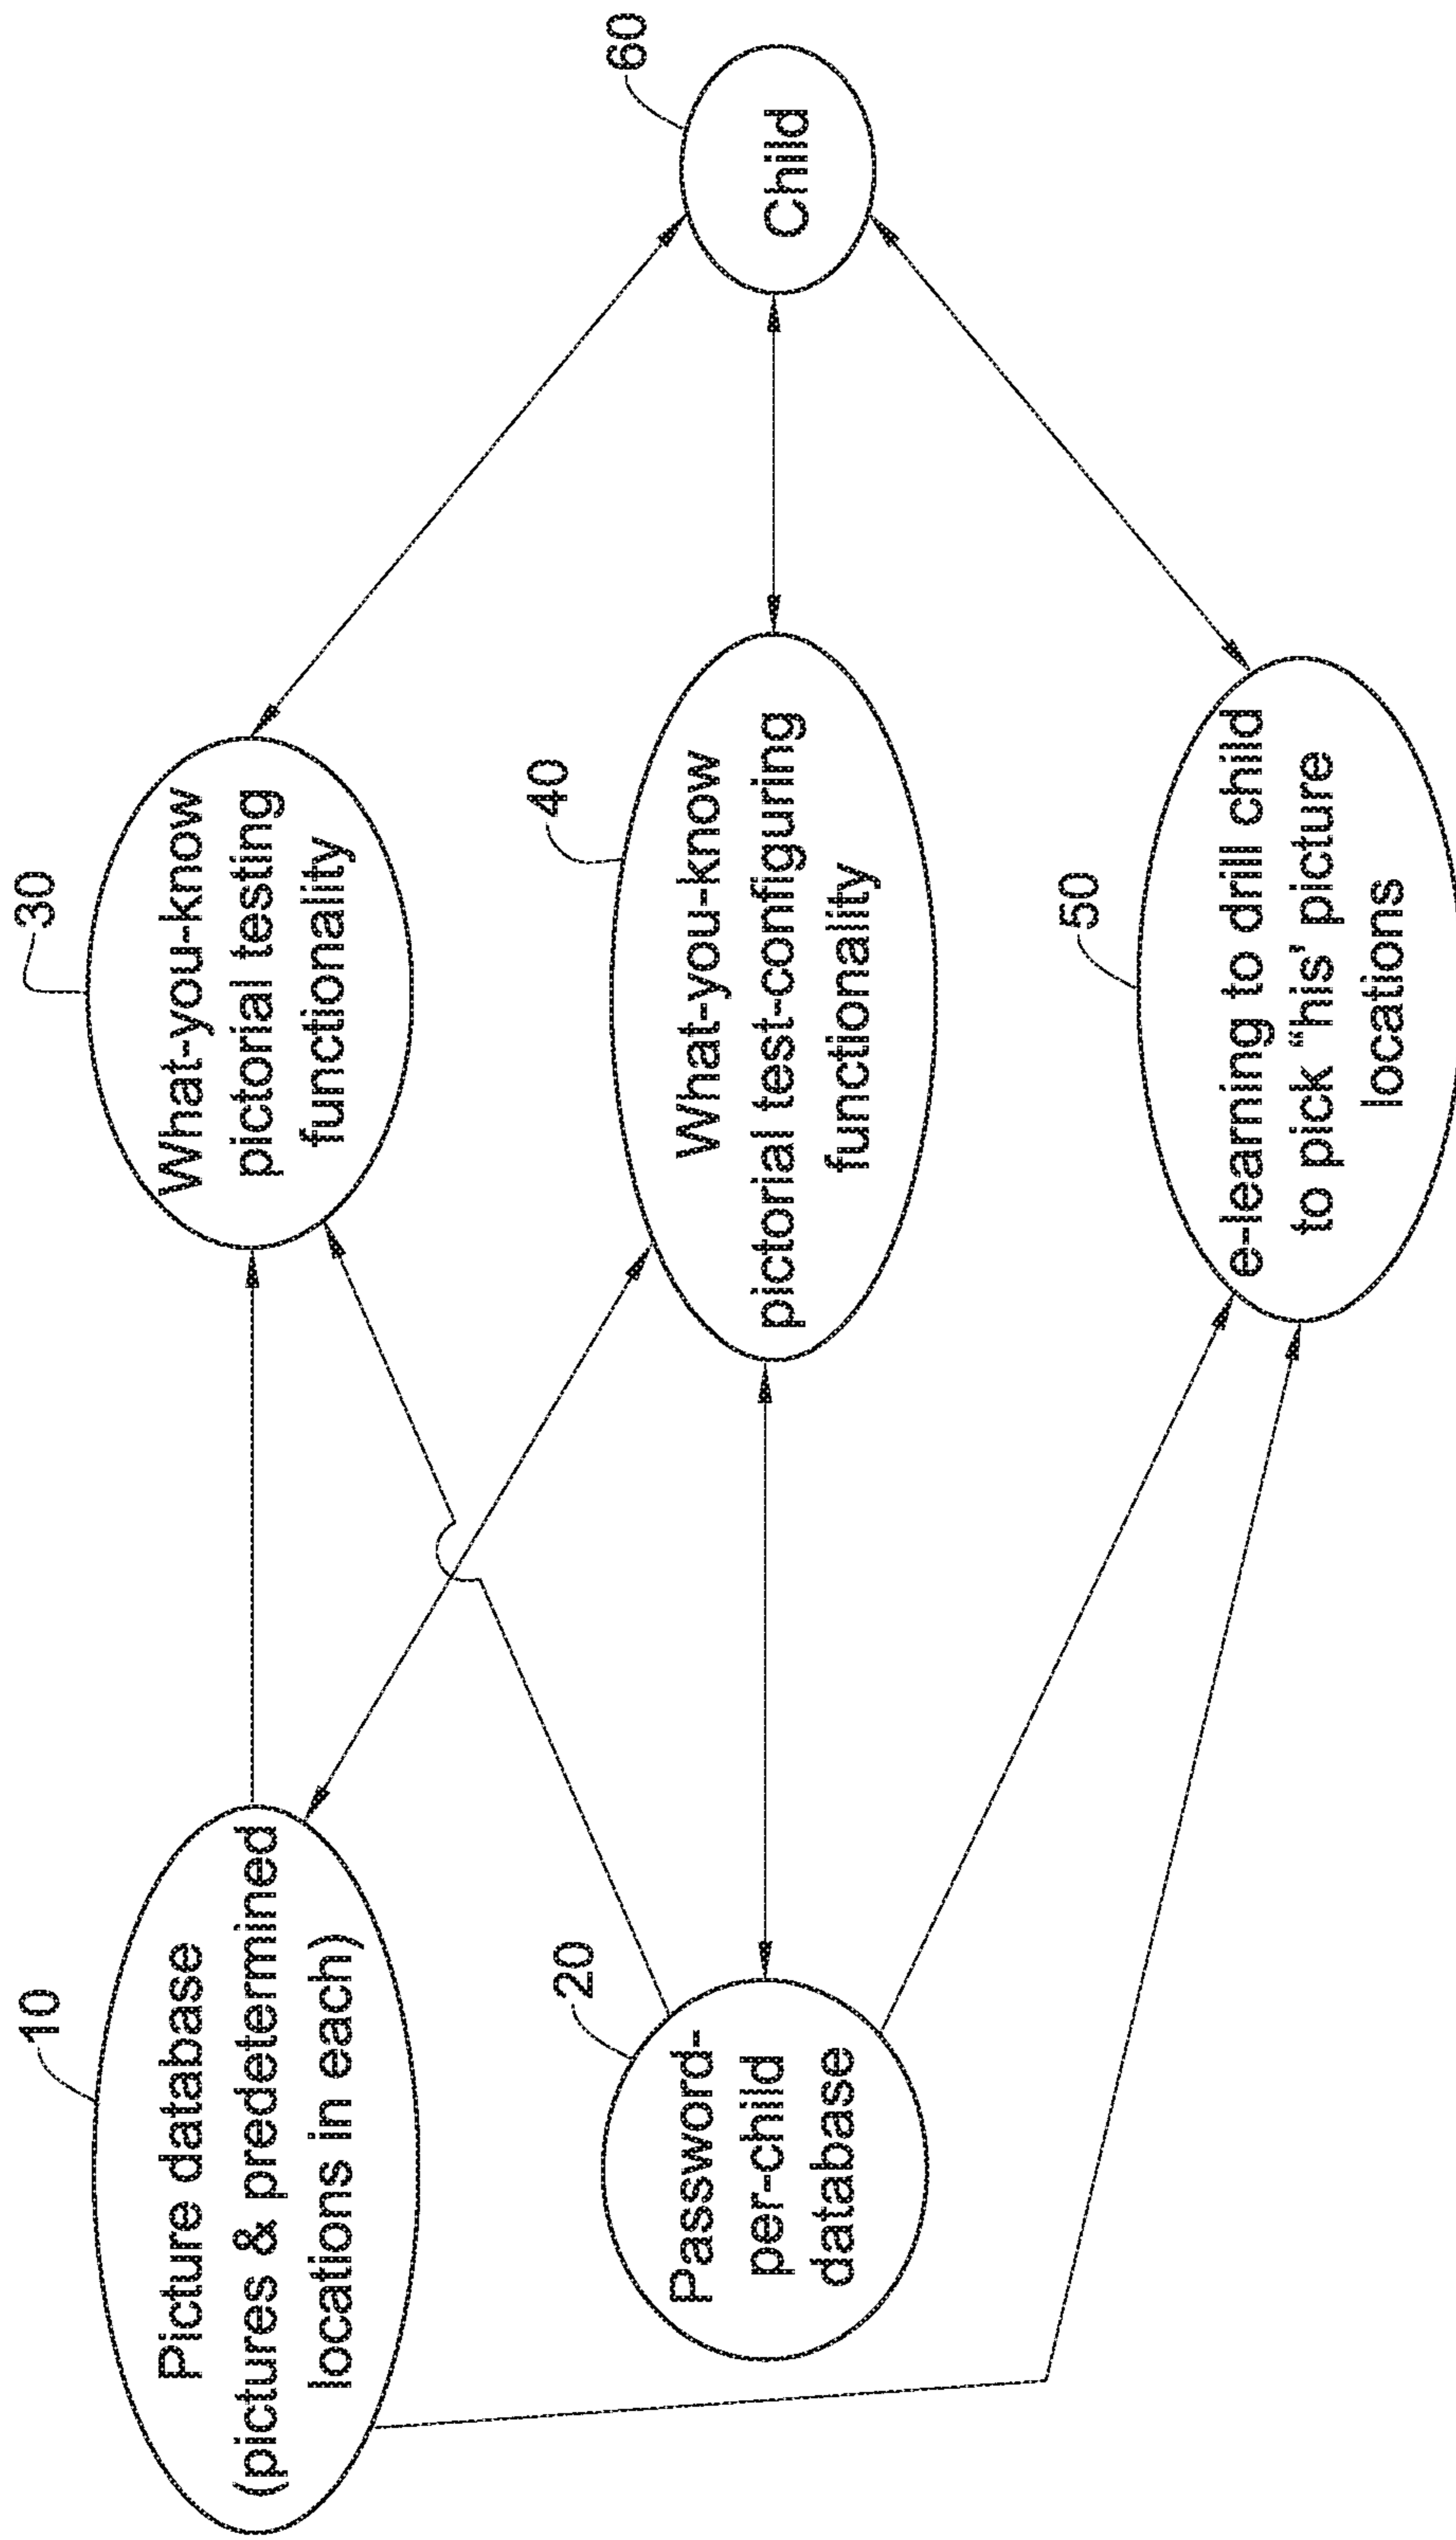 10
Picture database
(pictures & predetermined
locations in each)
20
Password-
per-child
database
30
What-you-know
pictorial testing
functionality
40
What-you-know
pictorial test-configuring
functionality
50
e-learning to drill child
to pick “his’ picture
locations
60
Child